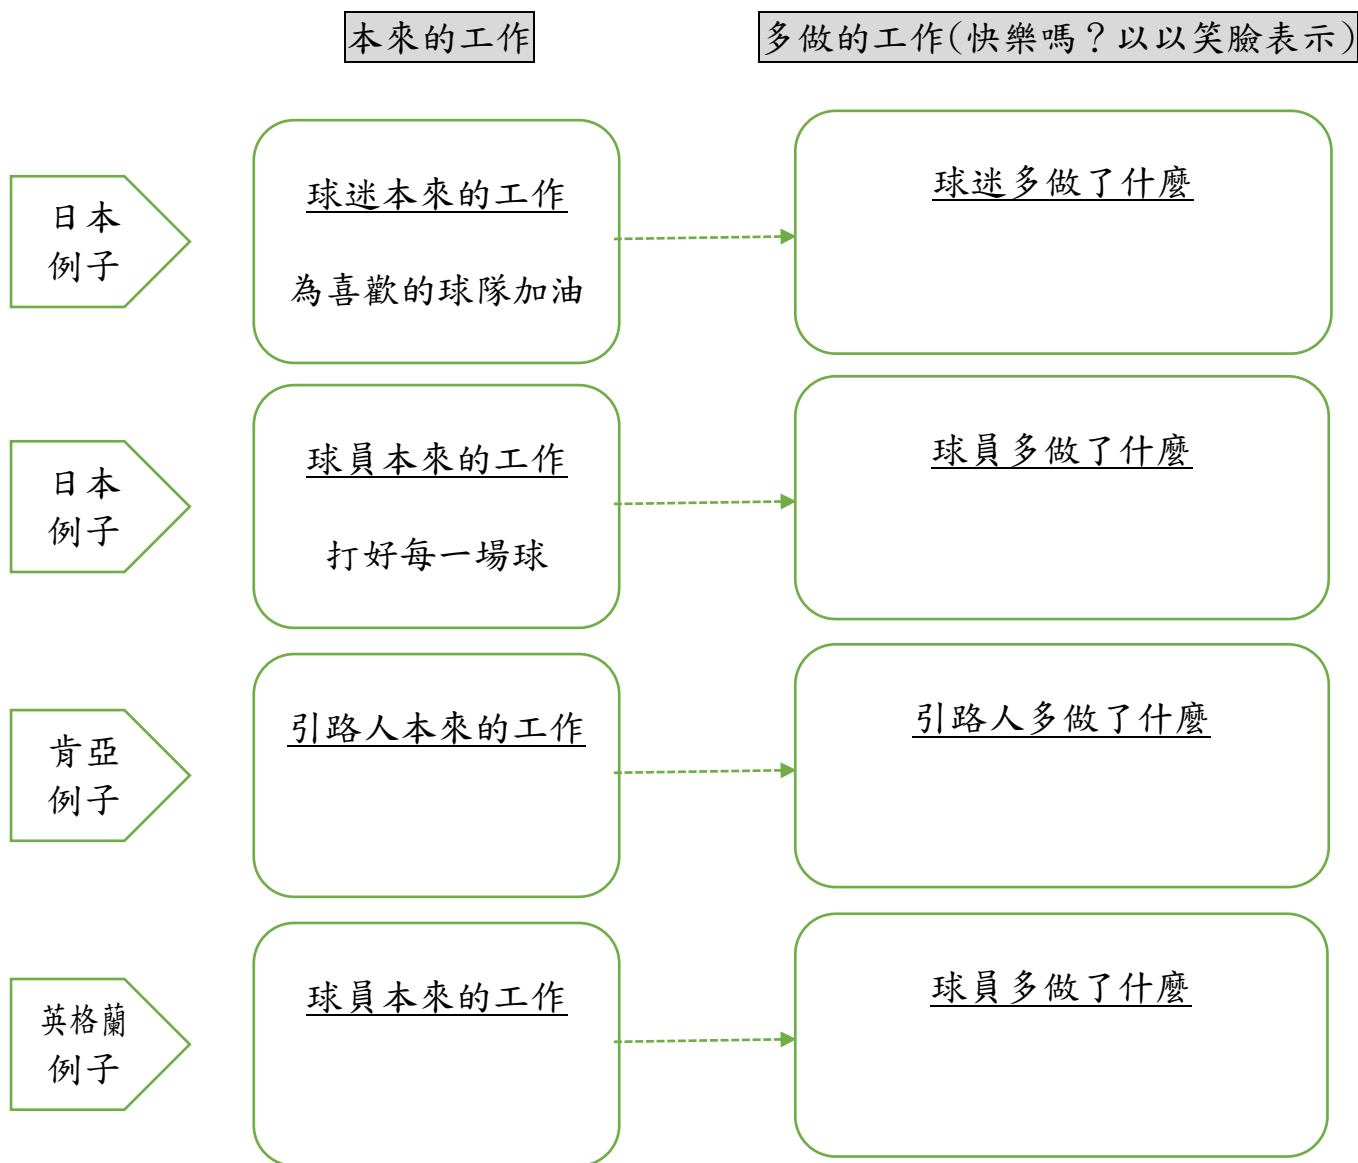 本來的工作
多做的工作(快樂嗎？以以笑臉表示)
日本
例子
球迷本來的工作
為喜歡的球隊加油
球迷多做了什麼
日本
例子
球員本來的工作
打好每一場球
球員多做了什麼
肯亞
例子
引路人本來的工作
引路人多做了什麼
英格蘭
例子
球員本來的工作
球員多做了什麼